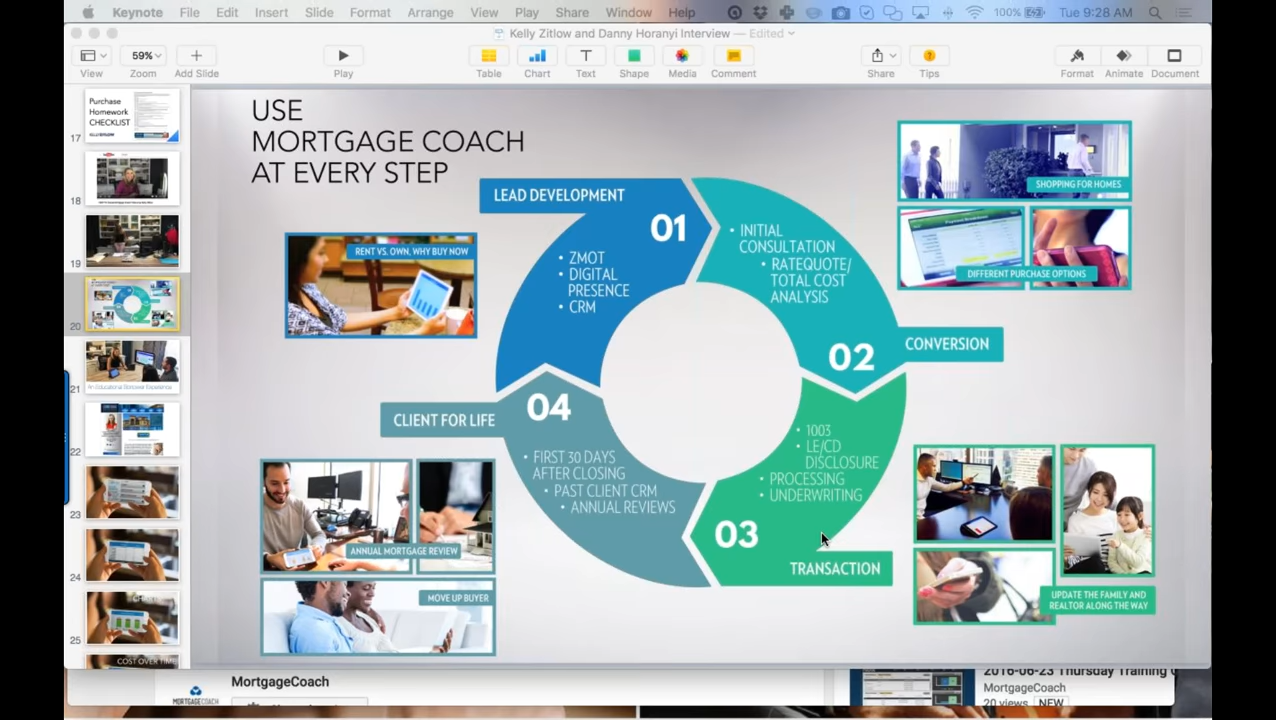 Keynote File Edit Insert Slide Format Arrange View Play Share Window Help 100% Tue 9:28 AM
Kelly Zitlow and Danny Horanyi Interview — Edited
59%
View Zoom Add Slide Play Table Chart Text Shape Media Comment Share Tips Format Animate Document
Purchase
Homework
CHECKLIST
17
18
19
20
21
22
23
24
25
COST OVER TIME
USE
MORTGAGE COACH
AT EVERY STEP
LEAD DEVELOPMENT
01
• ZMOT
• DIGITAL
PRESENCE
• CRM
RENT VS. OWN, WHY BUY NOW
• INITIAL
CONSULTATION
• RATEQUOTE/
TOTAL COST
ANALYSIS
02
CONVERSION
SHOPPING FOR HOMES
DIFFERENT PURCHASE OPTIONS
• 1003
• LE/CD
DISCLOSURE
• PROCESSING
• UNDERWRITING
03
TRANSACTION
UPDATE THE FAMILY AND
REALTOR ALONG THE WAY
04
CLIENT FOR LIFE
• FIRST 30 DAYS
AFTER CLOSING
• PAST CLIENT CRM
• ANNUAL REVIEWS
ANNUAL MORTGAGE REVIEW
MOVE UP BUYER
MORTGAGECOACH
MortgageCoach
2016-06-23 Thursday Training
MortgageCoach
20 views NEW